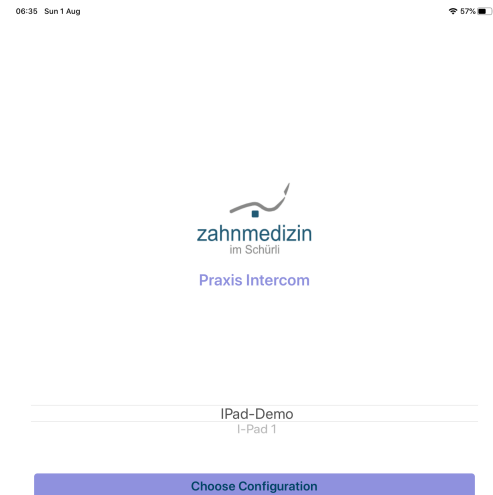 06:35 Sun 1 Aug 57%
zahnmedizin
im Schürli
Praxis Intercom
IPad-Demo
I-Pad 1
Choose Configuration